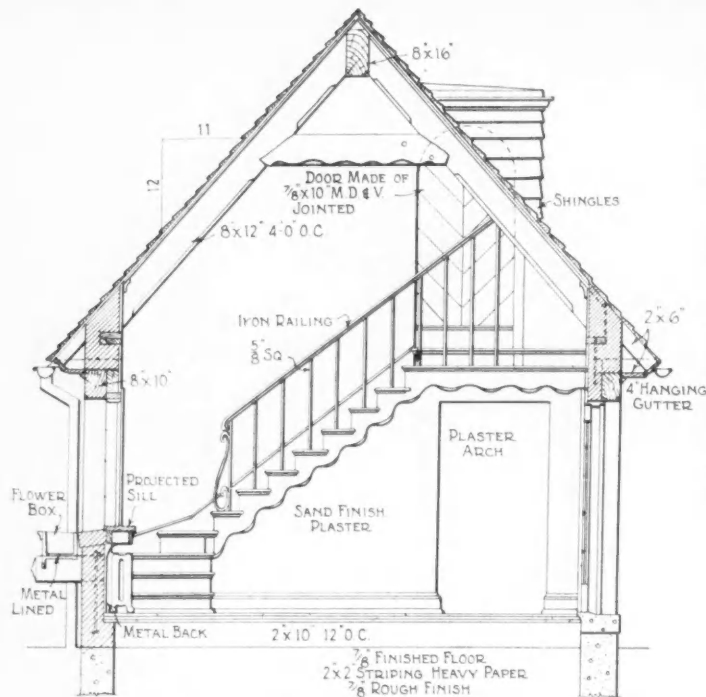 8"x16"
11
12
DOOR MADE OF
7/8"x10" M.D & V.
JOINTED
SHINGLES
8"x12" 4'-0" O.C.
2"x6"
IRON RAILING
5/8" SQ.
8"x10"
4" HANGING
GUTTER
PLASTER
ARCH
PROJECTED
SILL
FLOWER
BOX
SAND FINISH
PLASTER
METAL
LINED
METAL BACK
2"x10" 12" O.C.
7/8" FINISHED FLOOR
2"x2" STRIPING HEAVY PAPER
7/8" ROUGH FINISH